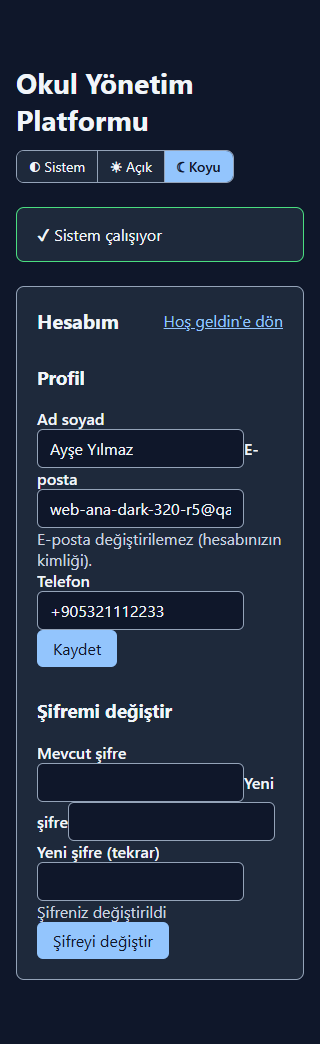 Okul Yönetim
Platformu
◐ Sistem
☀ Açık
☾ Koyu
✓ Sistem çalışıyor
Hesabım
Hoş geldin'e dön
Profil
Ad soyad
Ayşe Yılmaz
E-
posta
web-ana-dark-320-r5@qa
E-posta değiştirilemez (hesabınızın
kimliği).
Telefon
+905321112233
Kaydet
Şifremi değiştir
Mevcut şifre
Yeni
şifre
Yeni şifre (tekrar)
Şifreniz değiştirildi
Şifreyi değiştir